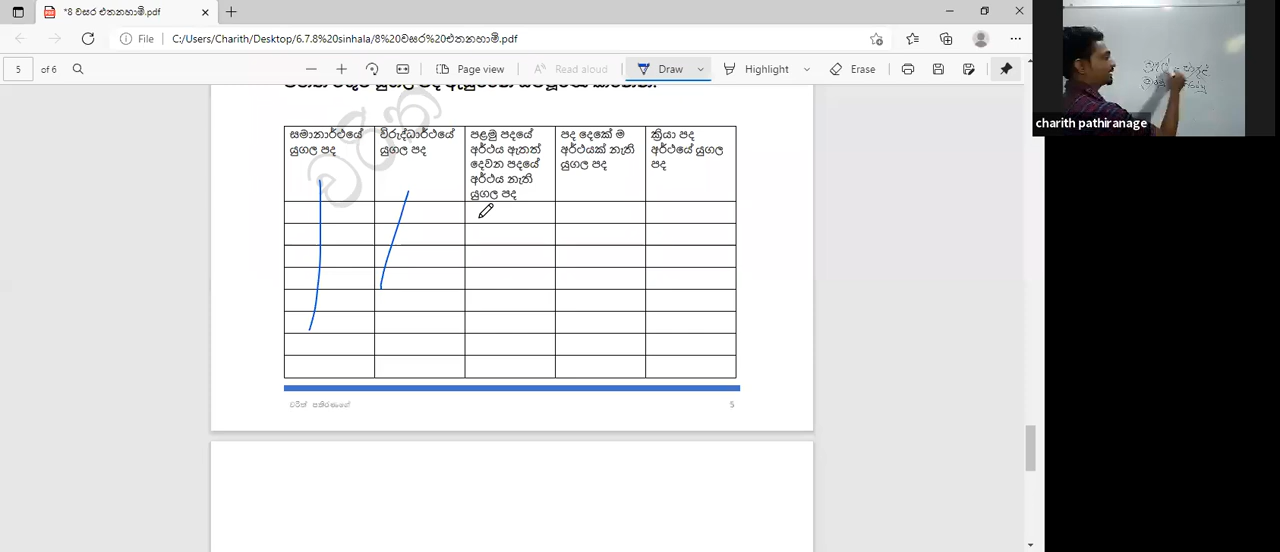 *8 වසර එතනහාමි.pdf
File
C:/Users/Charith/Desktop/6.7.8%20sinhala/8%20වසර%20එතනහාමි.pdf
5 of 6
Page view
Read aloud
Draw
Highlight
Erase
සමානාර්ථයේ
යුගල පද
විරුද්ධාර්ථයේ
යුගල පද
පළමු පදයේ
අර්ථය ඇතත්
දෙවන පදයේ
අර්ථය නැති
යුගල පද
පද දෙකේ ම
අර්ථයක් නැති
යුගල පද
ක්‍රියා පද
අර්ථයේ යුගල
පද
චරිත් පතිරණගේ
5
charith pathiranage